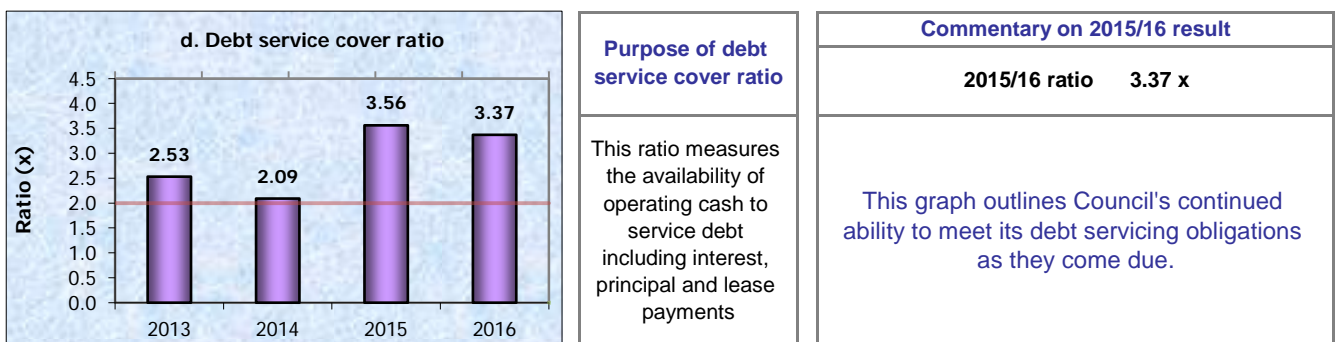 d. Debt service cover ratio
4.5
4.0
3.5
3.0
2.5
2.0
1.5
1.0
0.5
0.0
Ratio (x)
2.53
2.09
3.56
3.37
2013
2014
2015
2016
Purpose of debt
service cover ratio
This ratio measures
the availability of
operating cash to
service debt
including interest,
principal and lease
payments
Commentary on 2015/16 result
2015/16 ratio 3.37 x
This graph outlines Council's continued
ability to meet its debt servicing obligations
as they come due.